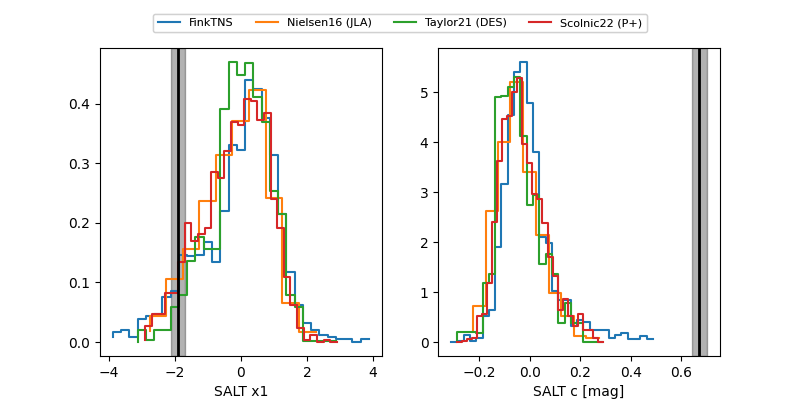 FinkTNS Nielsen16 (JLA) Taylor21 (DES) Scolnic22 (P+)
0.4
0.3
0.2
0.1
0.0
−4 −2 0 2 4
SALT x1
5
4
3
2
1
0
−0.2 0.0 0.2 0.4 0.6
SALT c [mag]